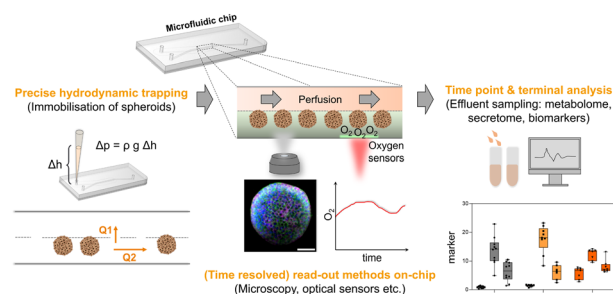 Microfluidic chip
Precise hydrodynamic trapping
(Immobilisation of spheroids)
Δp = ρ g Δh
Δh
Q1
Q2
Perfusion
O₂ O₂ O₂
Oxygen
sensors
O₂
time
(Time resolved) read-out methods on-chip
(Microscopy, optical sensors etc.)
Time point & terminal analysis
(Effluent sampling: metabolome,
secretome, biomarkers)
marker
30
20
10
0